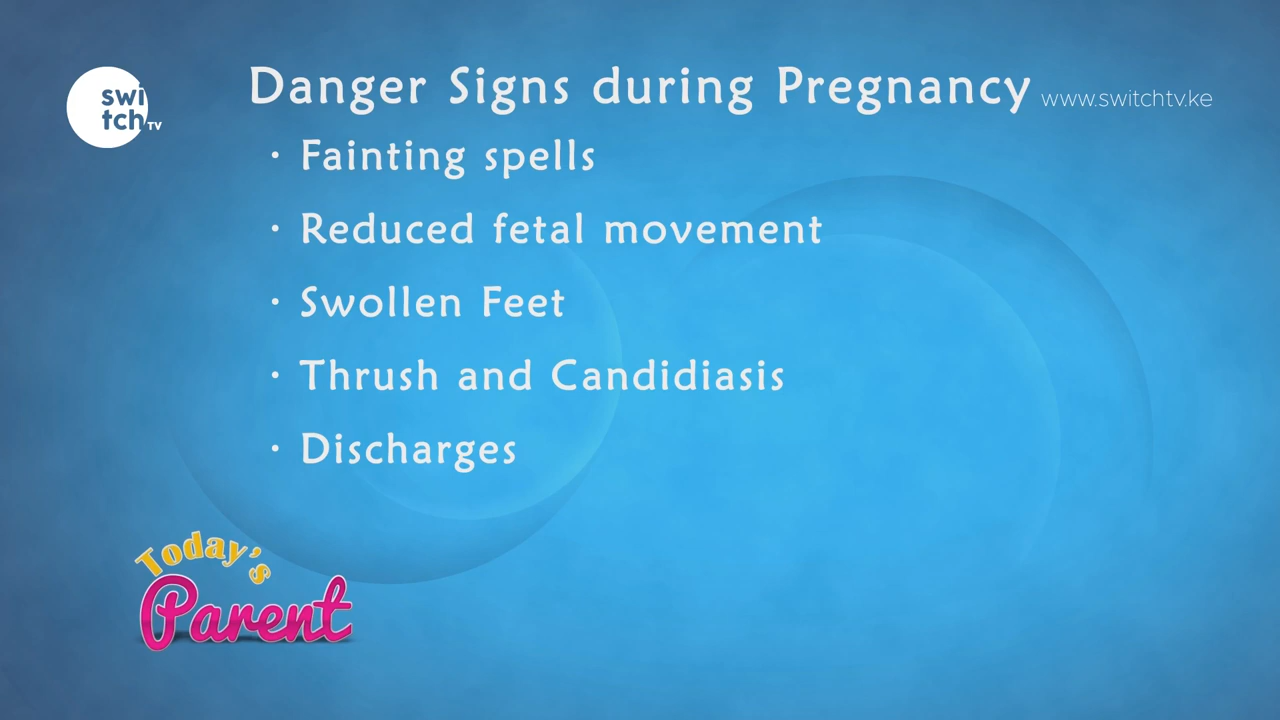 swi
tch TV
Danger Signs during Pregnancy
www.switchtv.ke
• Fainting spells
• Reduced fetal movement
• Swollen Feet
• Thrush and Candidiasis
• Discharges
Today's
Parent